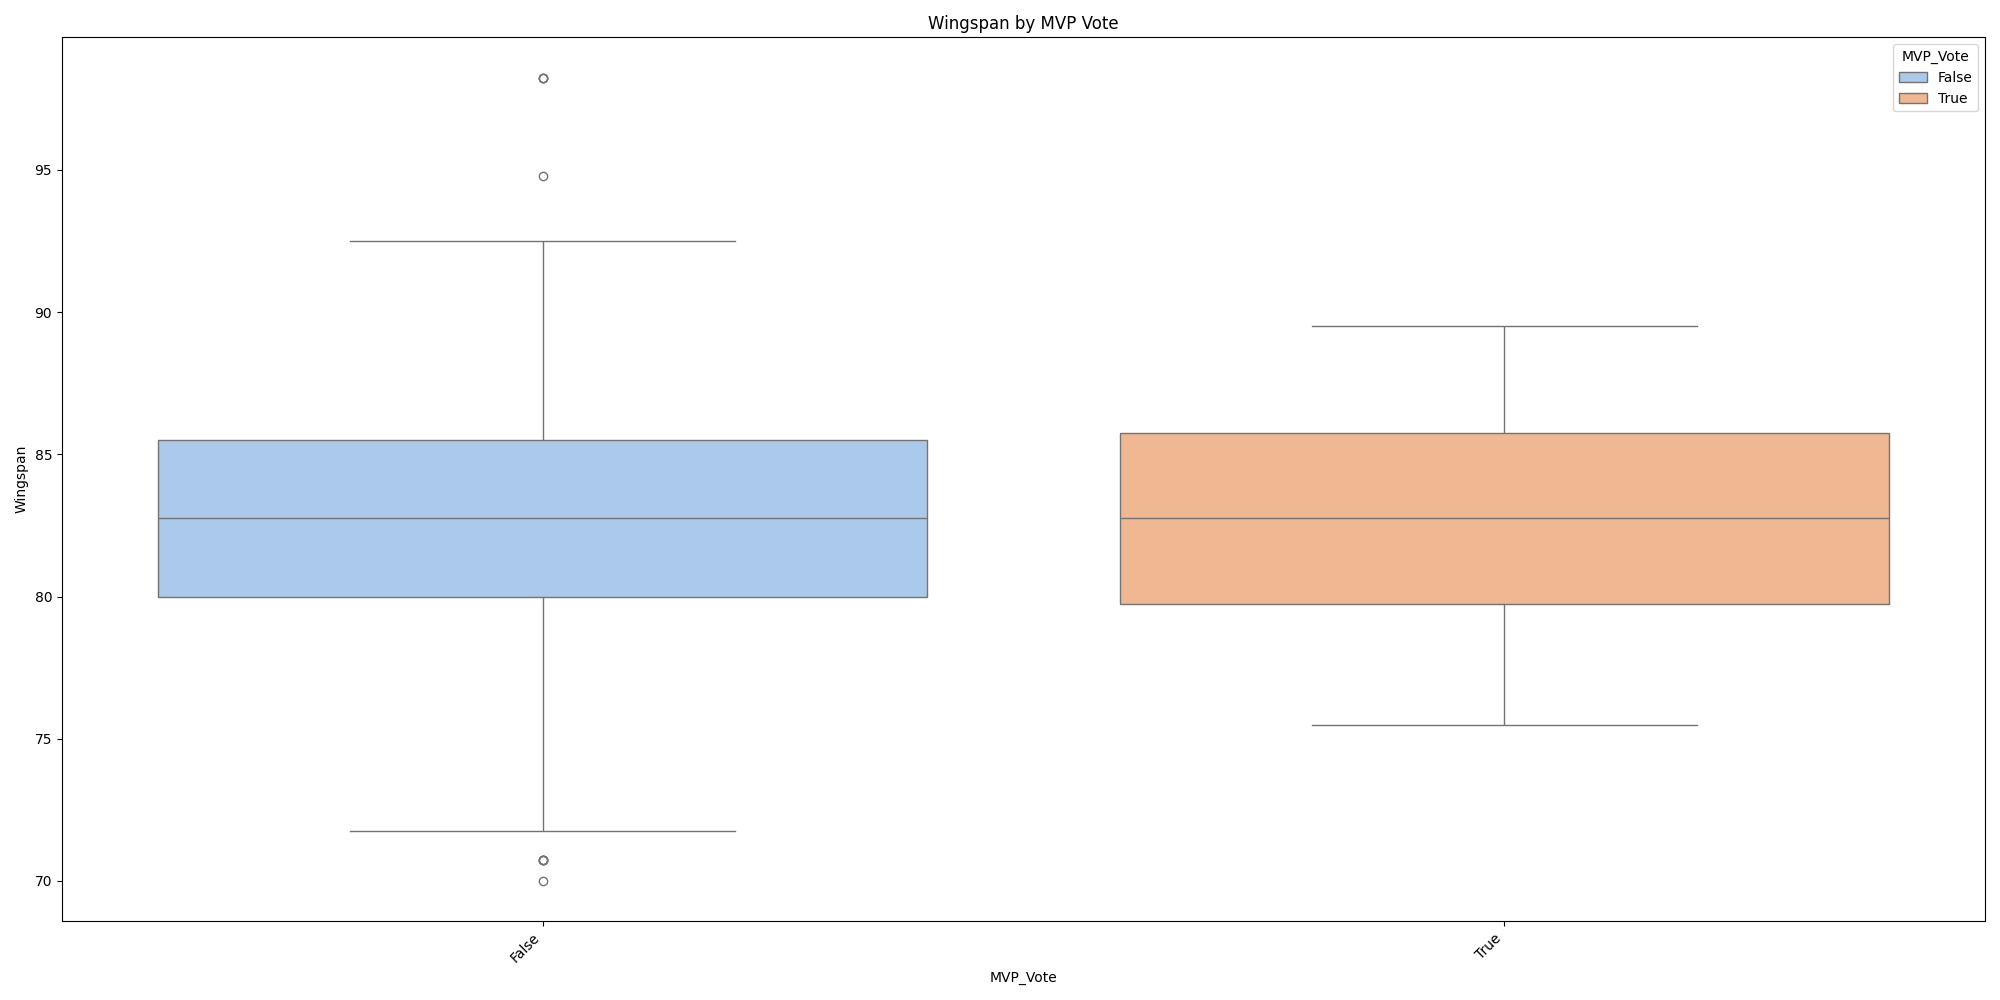 Wingspan by MVP Vote
MVP_Vote
False
True
95
90
85
80
75
70
Wingspan
False
True
MVP_Vote